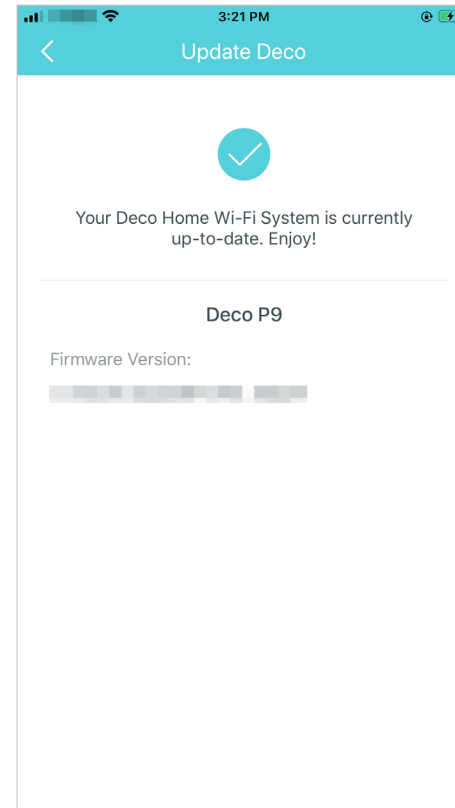 3:21 PM
Update Deco
Your Deco Home Wi-Fi System is currently
up-to-date. Enjoy!
Deco P9
Firmware Version: